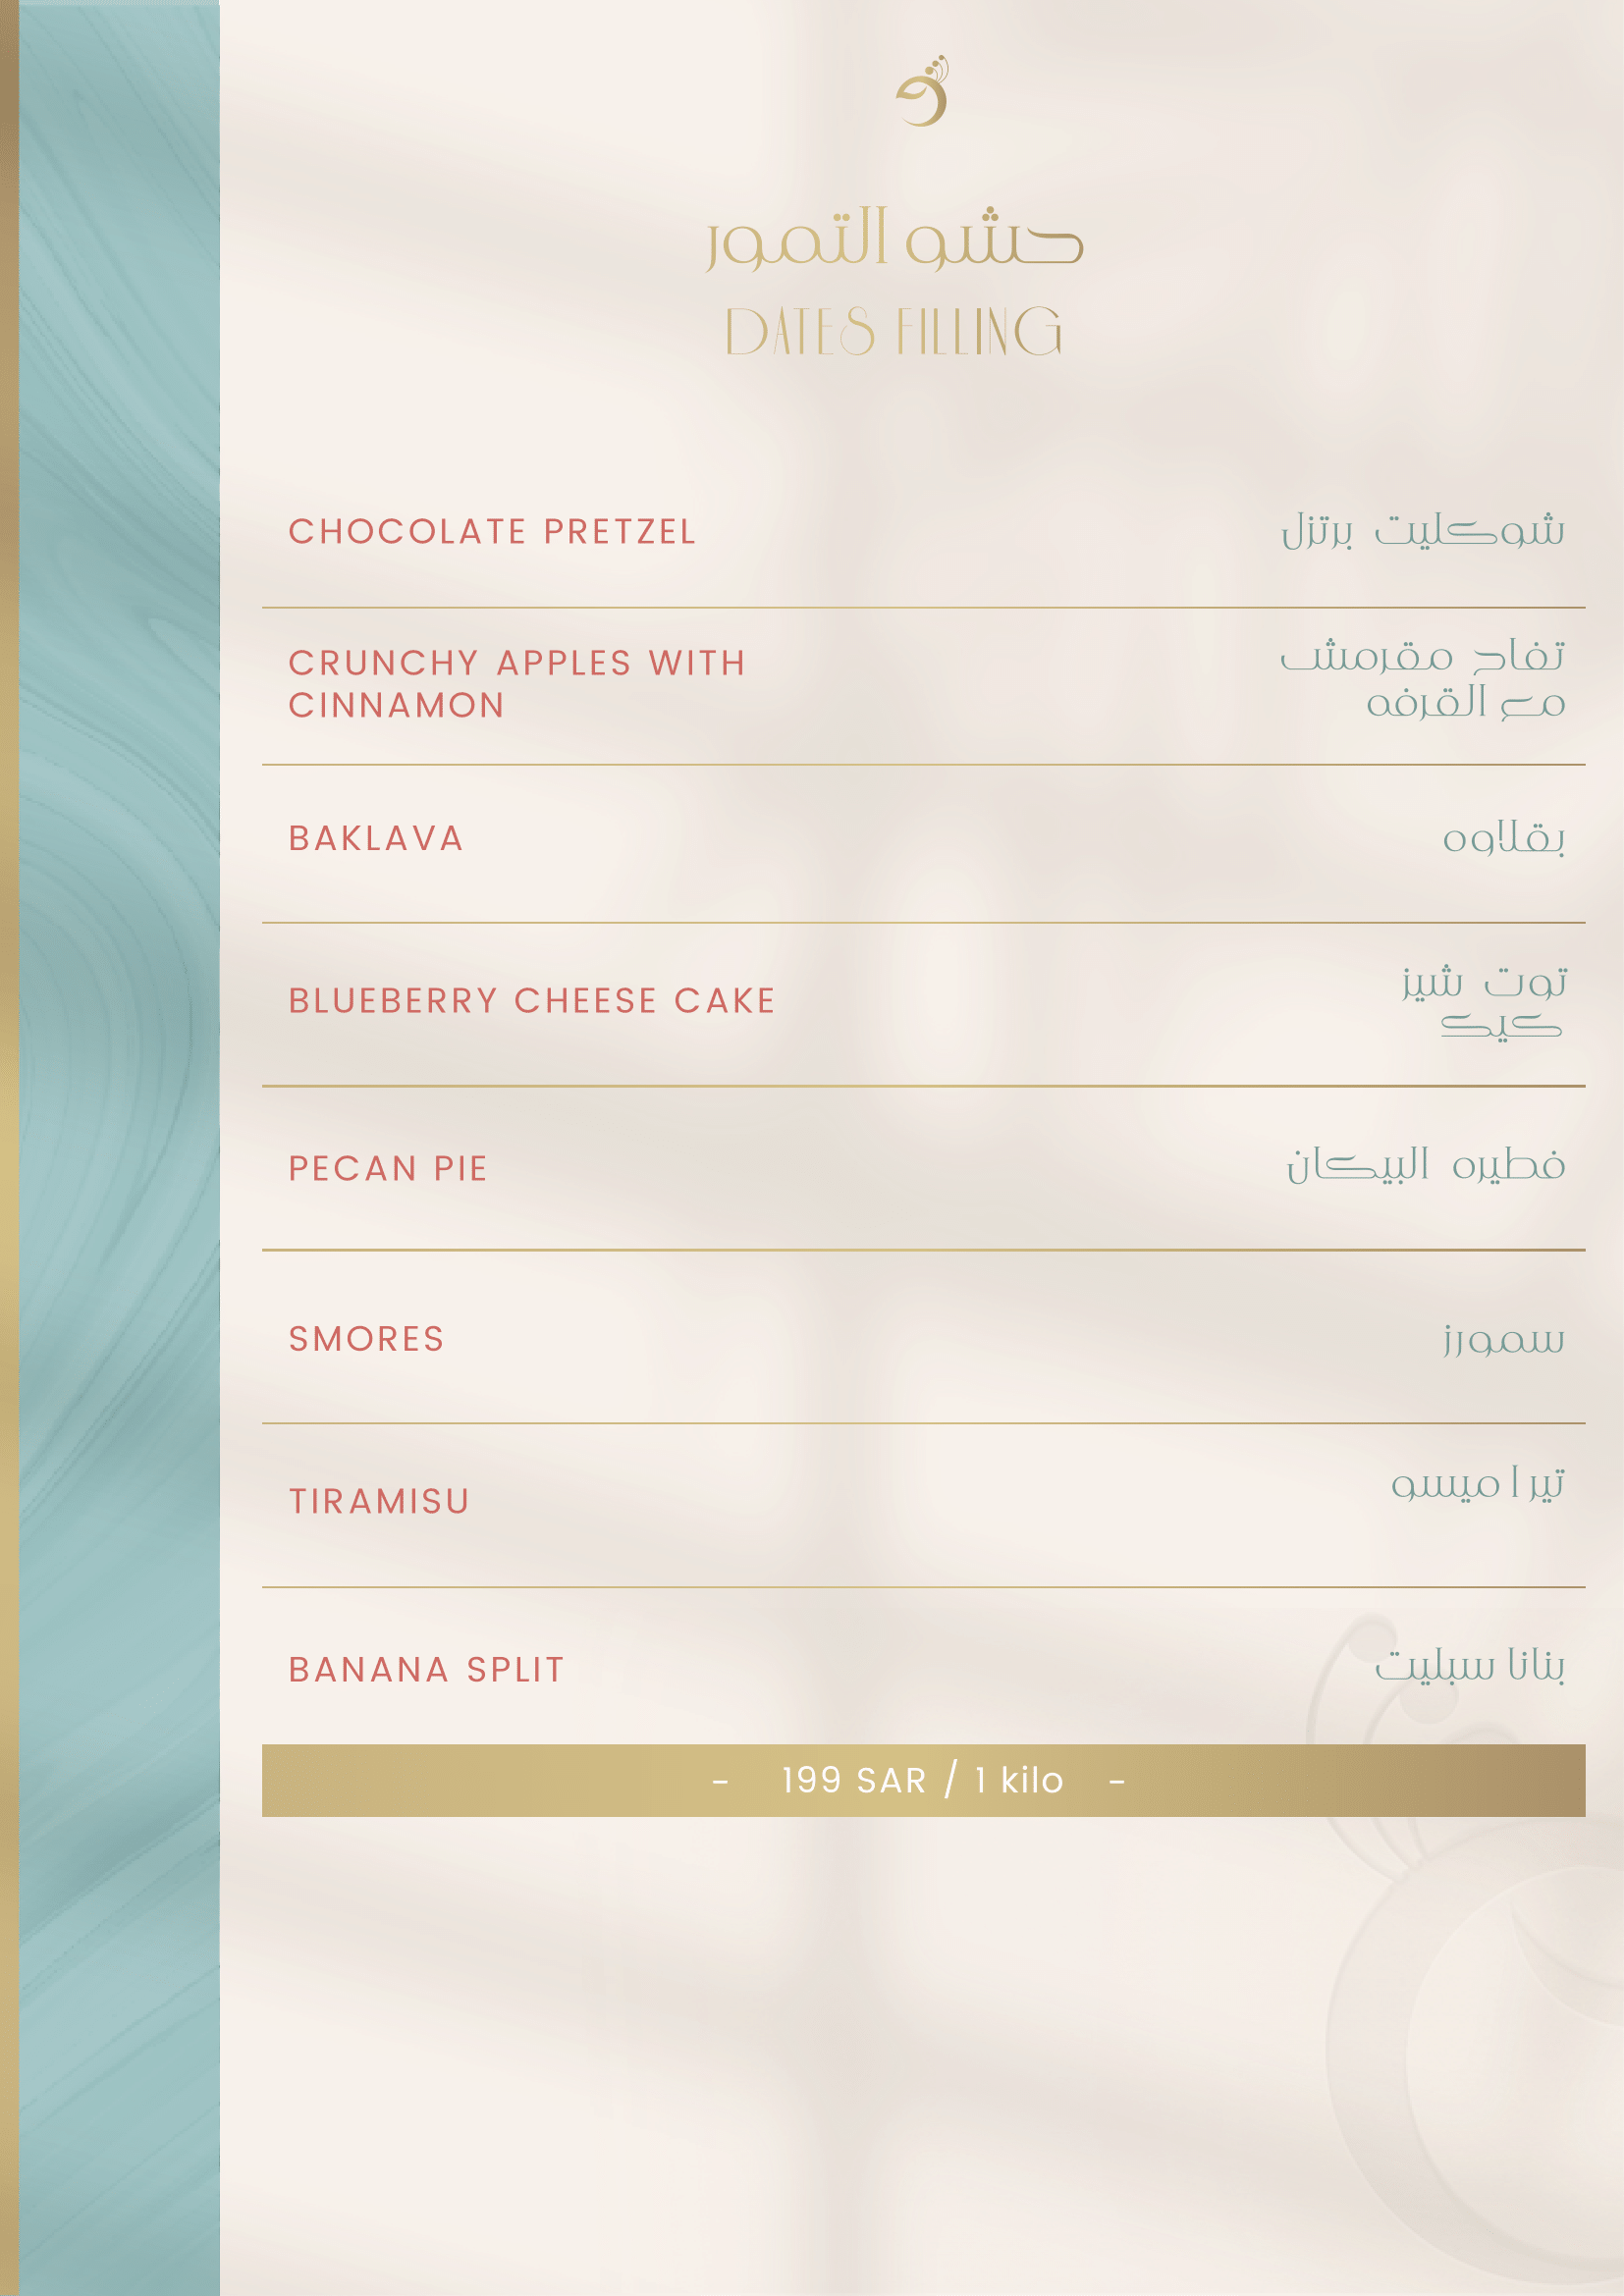 حشو التمور
DATES FILLING
CHOCOLATE PRETZEL
شوكليت برتزل
CRUNCHY APPLES WITH
CINNAMON
تفاح مقرمش
مع القرفه
BAKLAVA
بقلاوه
BLUEBERRY CHEESE CAKE
توت شيز
كيك
PECAN PIE
فطيره البيكان
SMORES
سمورز
TIRAMISU
تيراميسو
BANANA SPLIT
بنانا سبليت
- 199 SAR / 1 kilo -